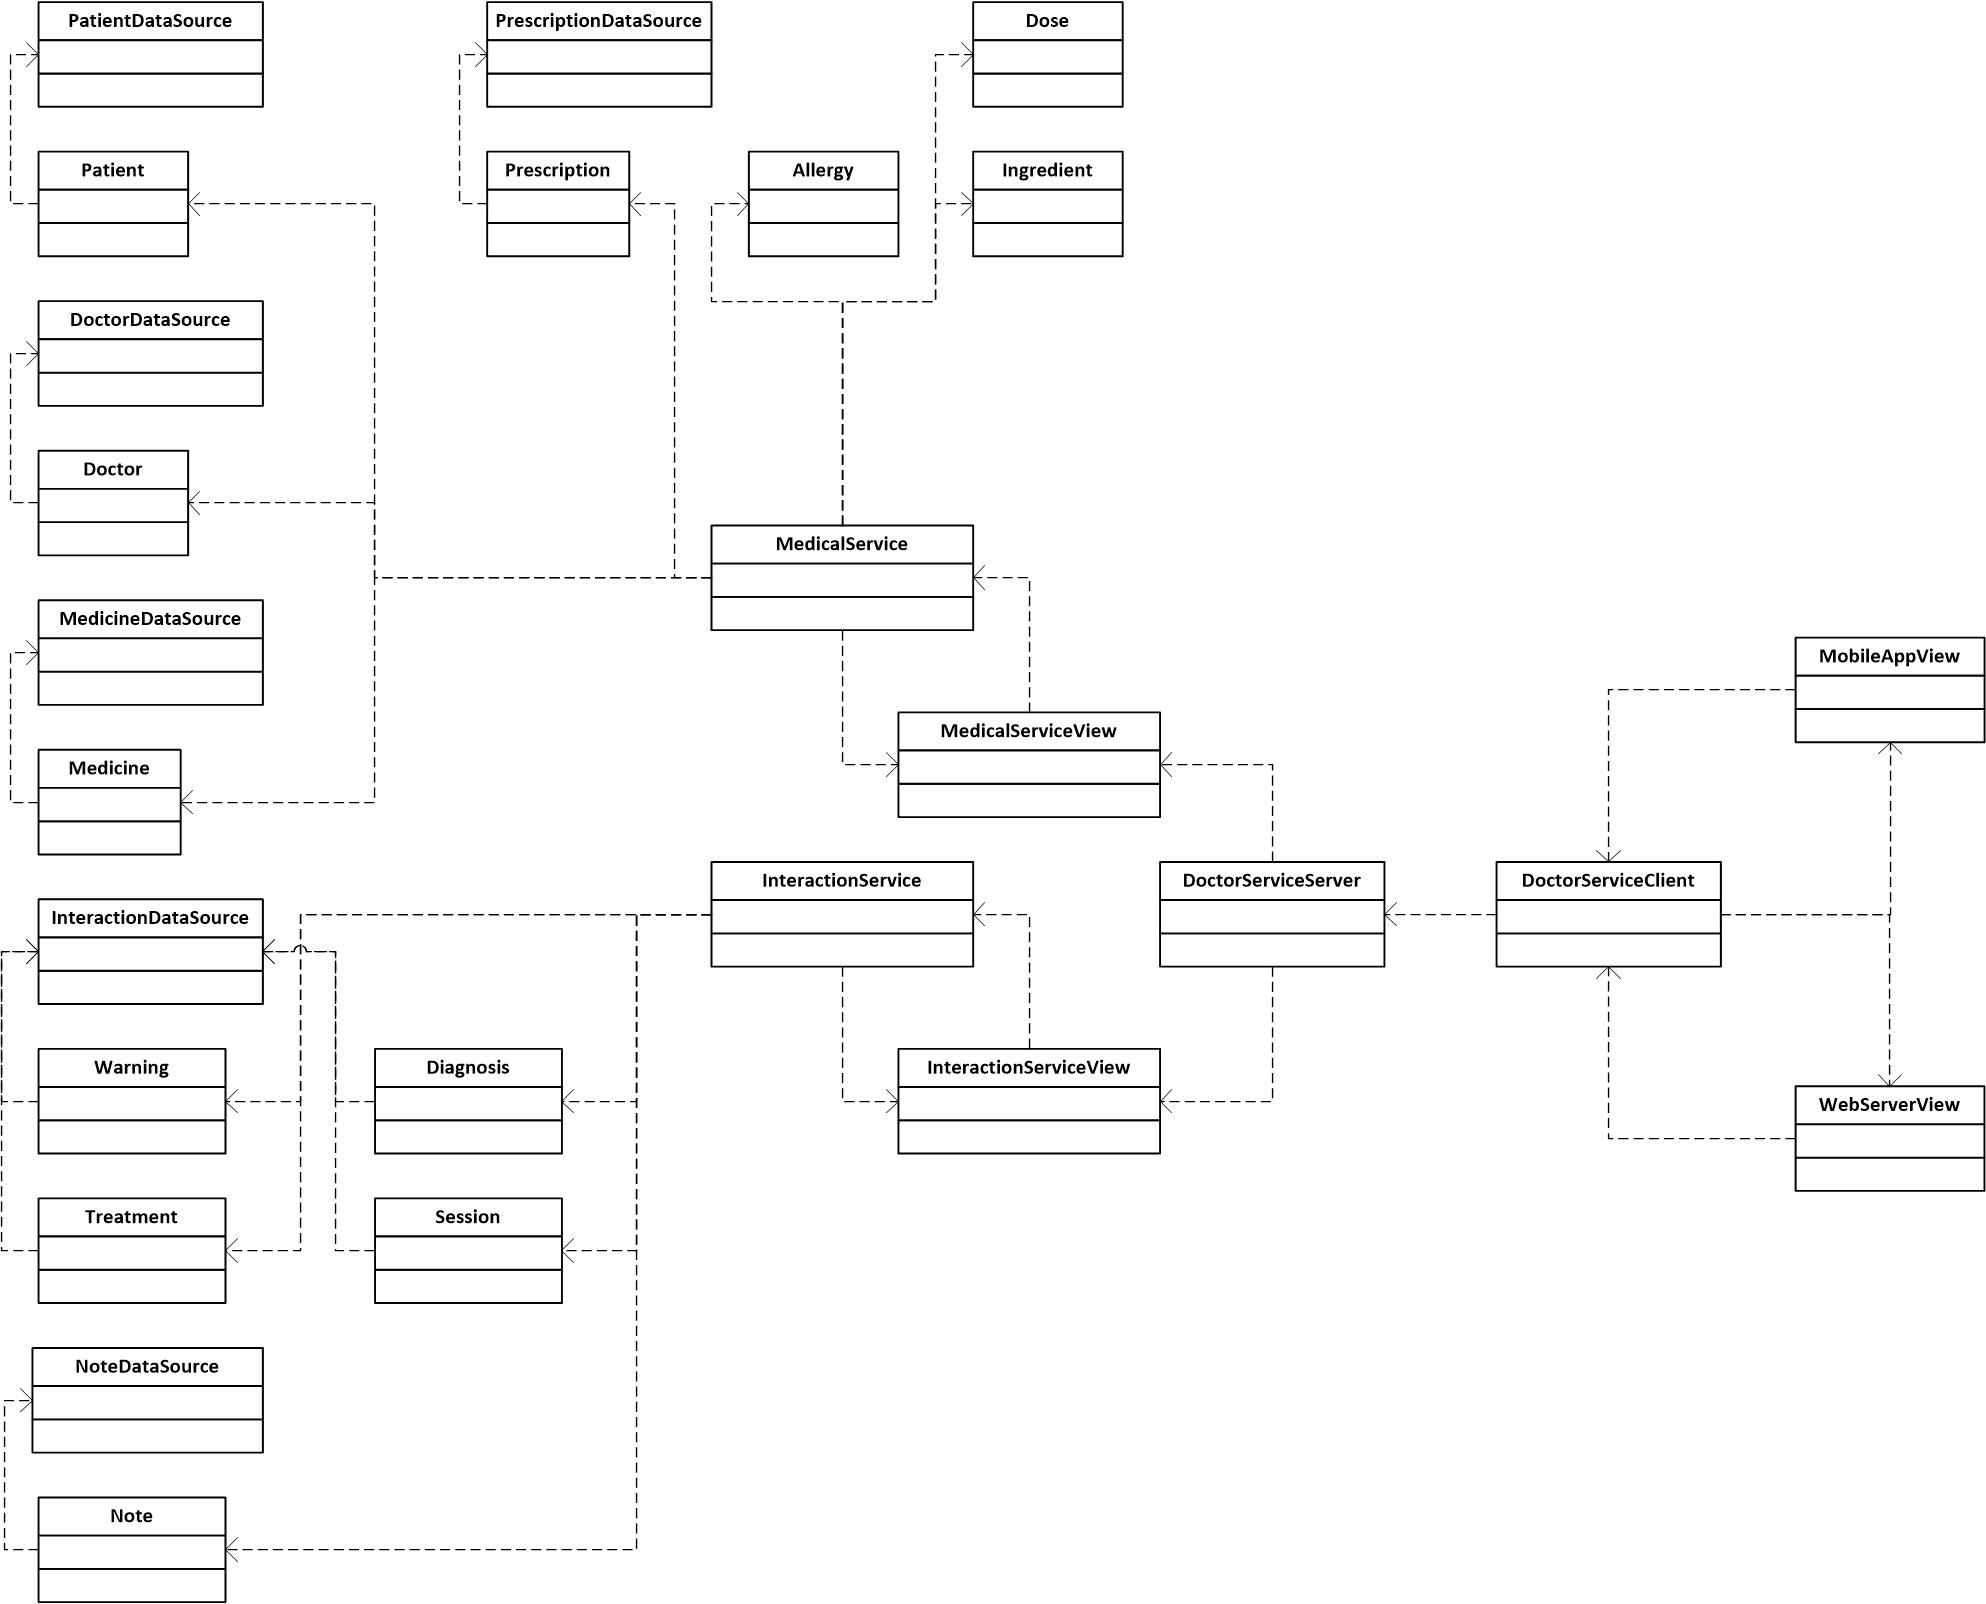 PatientDataSource
PrescriptionDataSource
Dose
Patient
Prescription
Allergy
Ingredient
DoctorDataSource
Doctor
MedicalService
MedicineDataSource
MobileAppView
MedicalServiceView
Medicine
InteractionService
DoctorServiceServer
DoctorServiceClient
InteractionDataSource
Warning
Diagnosis
InteractionServiceView
WebServerView
Treatment
Session
NoteDataSource
Note